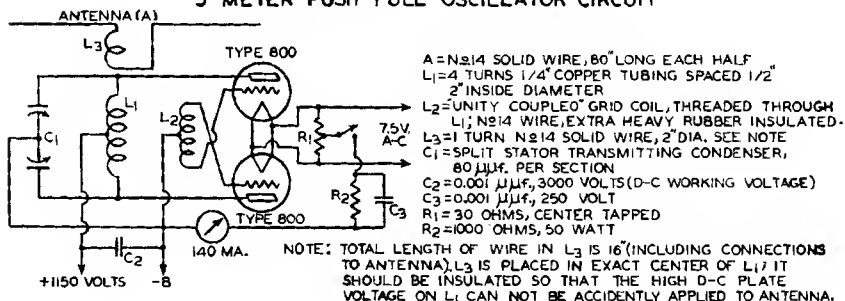 5 METER PUSH PULL OSCILLATOR CIRCUIT
ANTENNA (A)
L3
TYPE 800
L1
L2
C1
R1
7.5V.
A-C
R2
C3
TYPE 800
140 MA.
C2
+1150 VOLTS
-B
A=No14 SOLID WIRE, 80" LONG EACH HALF
L1=4 TURNS 1/4" COPPER TUBING SPACED 1/2"
2" INSIDE DIAMETER
L2="UNITY COUPLED" GRID COIL, THREADED THROUGH
L1; No14 WIRE, EXTRA HEAVY RUBBER INSULATED.
L3=1 TURN No14 SOLID WIRE, 2" DIA. SEE NOTE
C1=SPLIT STATOR TRANSMITTING CONDENSER,
80 µµf. PER SECTION
C2=0.001 µµf., 3000 VOLTS (D-C WORKING VOLTAGE)
C3=0.001 µµf., 250 VOLT
R1=30 OHMS, CENTER TAPPED
R2=1000 OHMS, 50 WATT
NOTE: TOTAL LENGTH OF WIRE IN L3 IS 16" (INCLUDING CONNECTIONS
TO ANTENNA). L3 IS PLACED IN EXACT CENTER OF L1; IT
SHOULD BE INSULATED SO THAT THE HIGH D-C PLATE
VOLTAGE ON L1 CAN NOT BE ACCIDENTLY APPLIED TO ANTENNA.